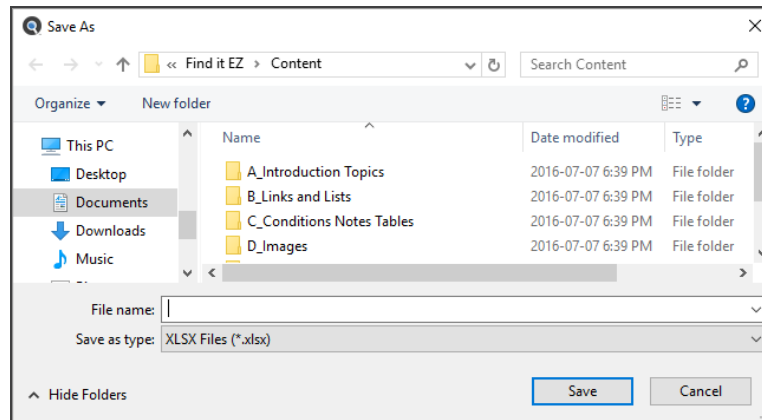 Save As
« Find it EZ > Content
Search Content
Organize
New folder
?
Name
Date modified
Type
This PC
Desktop
Documents
Downloads
Music
A_Introduction Topics 2016-07-07 6:39 PM File folder
B_Links and Lists 2016-07-07 6:39 PM File folder
C_Conditions Notes Tables 2016-07-07 6:39 PM File folder
D_Images 2016-07-07 6:39 PM File folder
File name:
Save as type: XLSX Files (*.xlsx)
Hide Folders
Save
Cancel